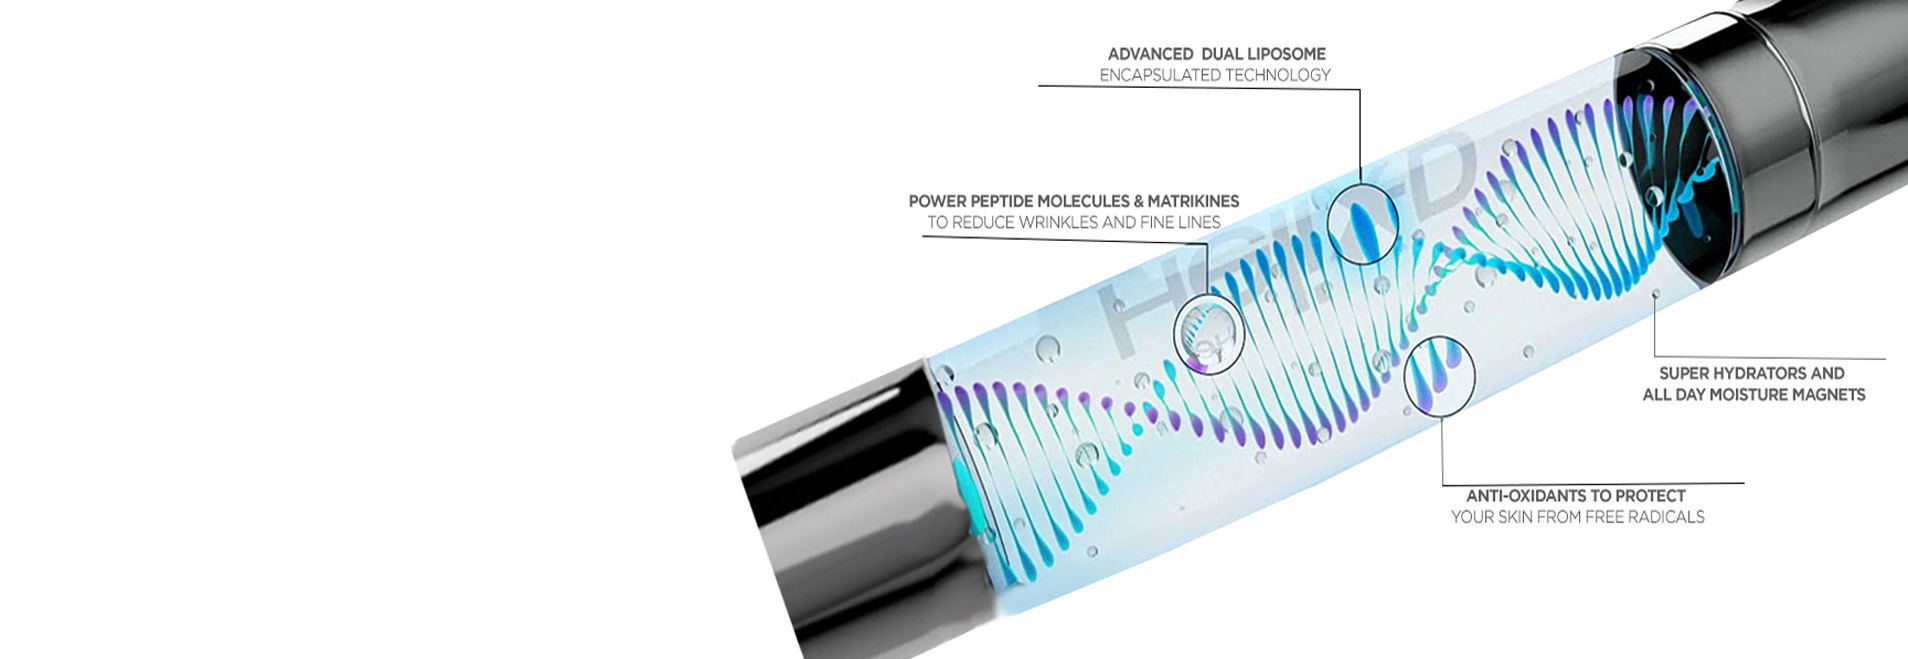 ADVANCED DUAL LIPOSOME
ENCAPSULATED TECHNOLOGY
POWER PEPTIDE MOLECULES & MATRIKINES
TO REDUCE WRINKLES AND FINE LINES
SUPER HYDRATORS AND
ALL DAY MOISTURE MAGNETS
ANTI-OXIDANTS TO PROTECT
YOUR SKIN FROM FREE RADICALS